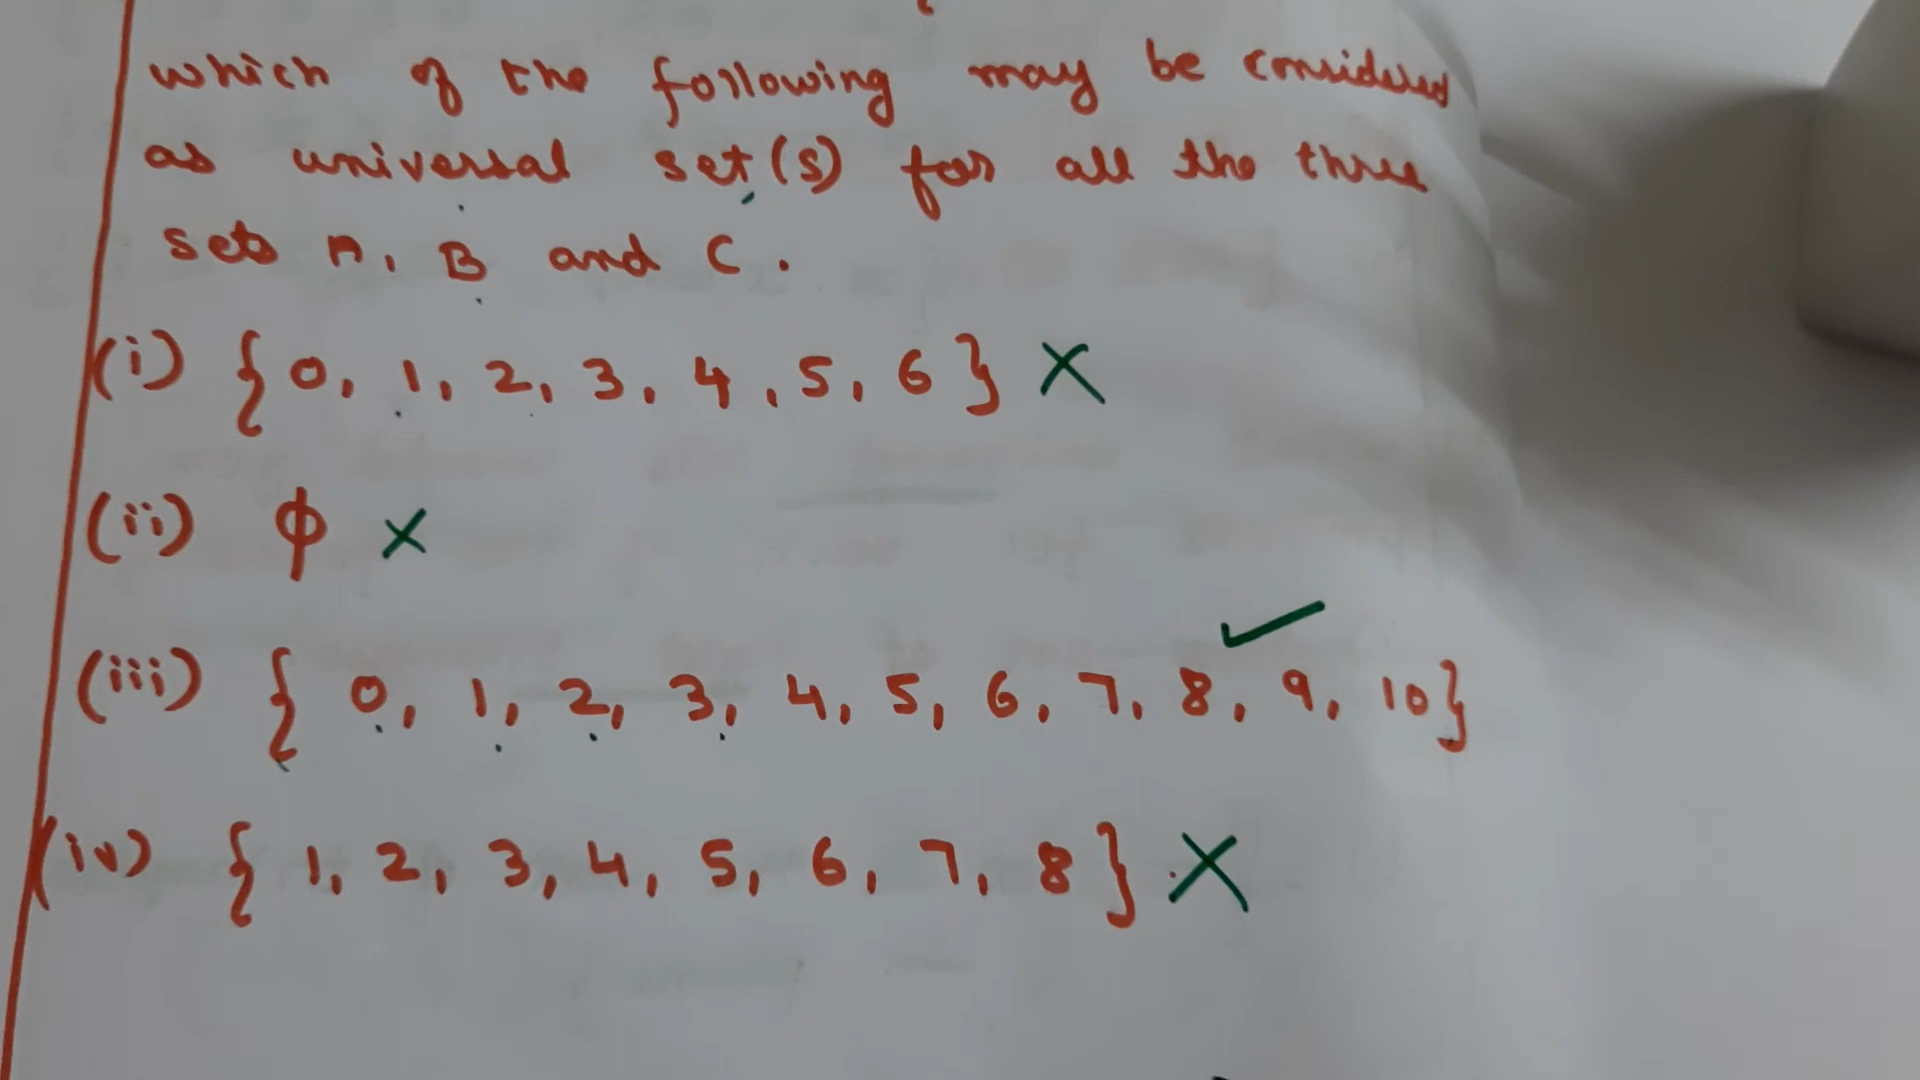 which of the following may be considered
as universal set(s) for all the three
sets A, B and C.
(i) { 0, 1, 2, 3, 4, 5, 6 } ×
(ii) ϕ ×
(iii) { 0, 1, 2, 3, 4, 5, 6, 7, 8, 9, 10 } ✓
(iv) { 1, 2, 3, 4, 5, 6, 7, 8 } ×